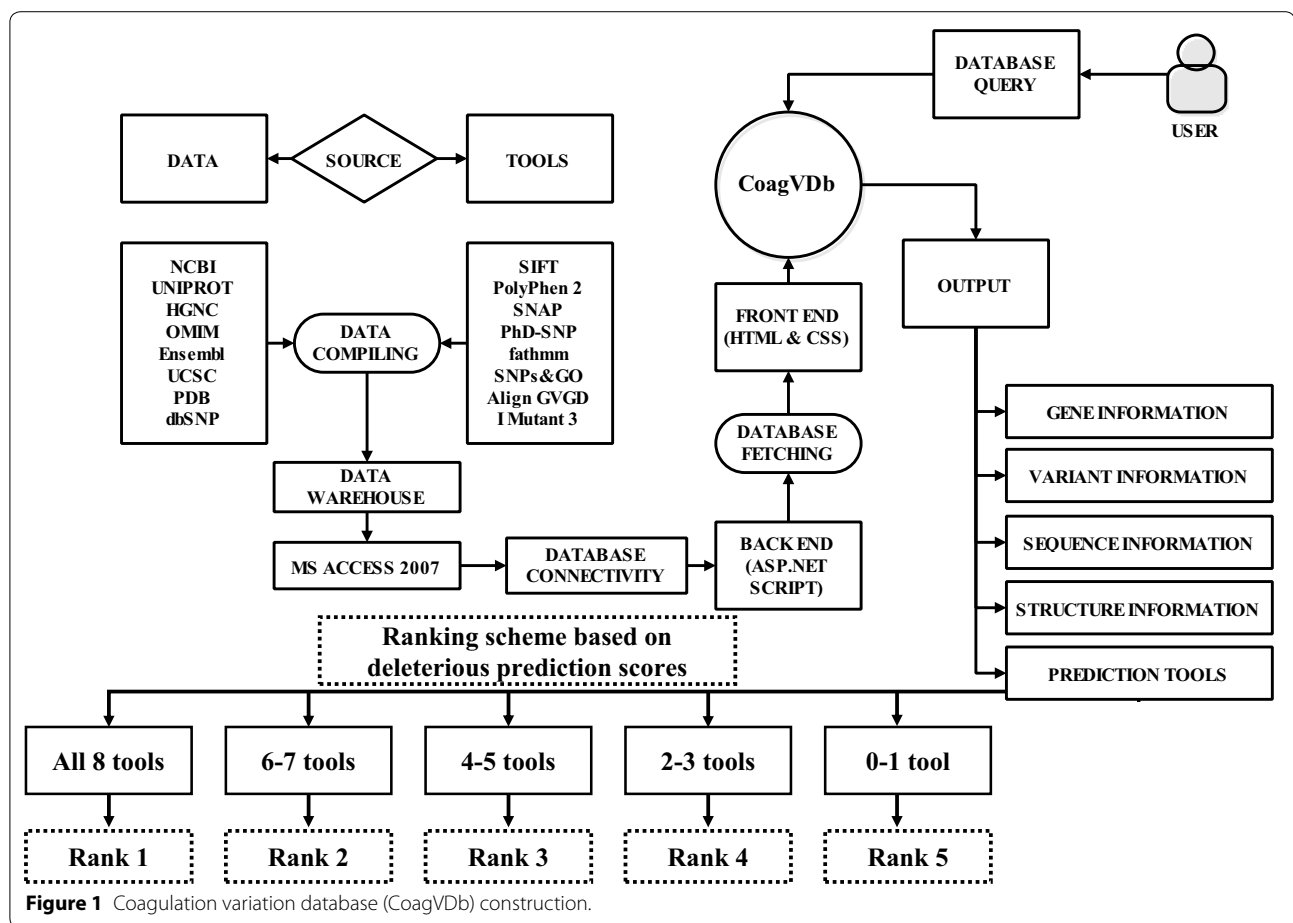 DATABASE
QUERY
USER
DATA
SOURCE
TOOLS
CoagVDb
NCBI
UNIPROT
HGNC
OMIM
Ensembl
UCSC
PDB
dbSNP
DATA
COMPILING
SIFT
PolyPhen 2
SNAP
PhD-SNP
fathmm
SNPs&GO
Align GVGD
I Mutant 3
FRONT END
(HTML & CSS)
OUTPUT
DATABASE
FETCHING
GENE INFORMATION
VARIANT INFORMATION
SEQUENCE INFORMATION
STRUCTURE INFORMATION
PREDICTION TOOLS
DATA
WAREHOUSE
MS ACCESS 2007
DATABASE
CONNECTIVITY
BACK END
(ASP.NET
SCRIPT)
Ranking scheme based on
deleterious prediction scores
All 8 tools
6-7 tools
4-5 tools
2-3 tools
0-1 tool
Rank 1
Rank 2
Rank 3
Rank 4
Rank 5
Figure 1 Coagulation variation database (CoagVDb) construction.